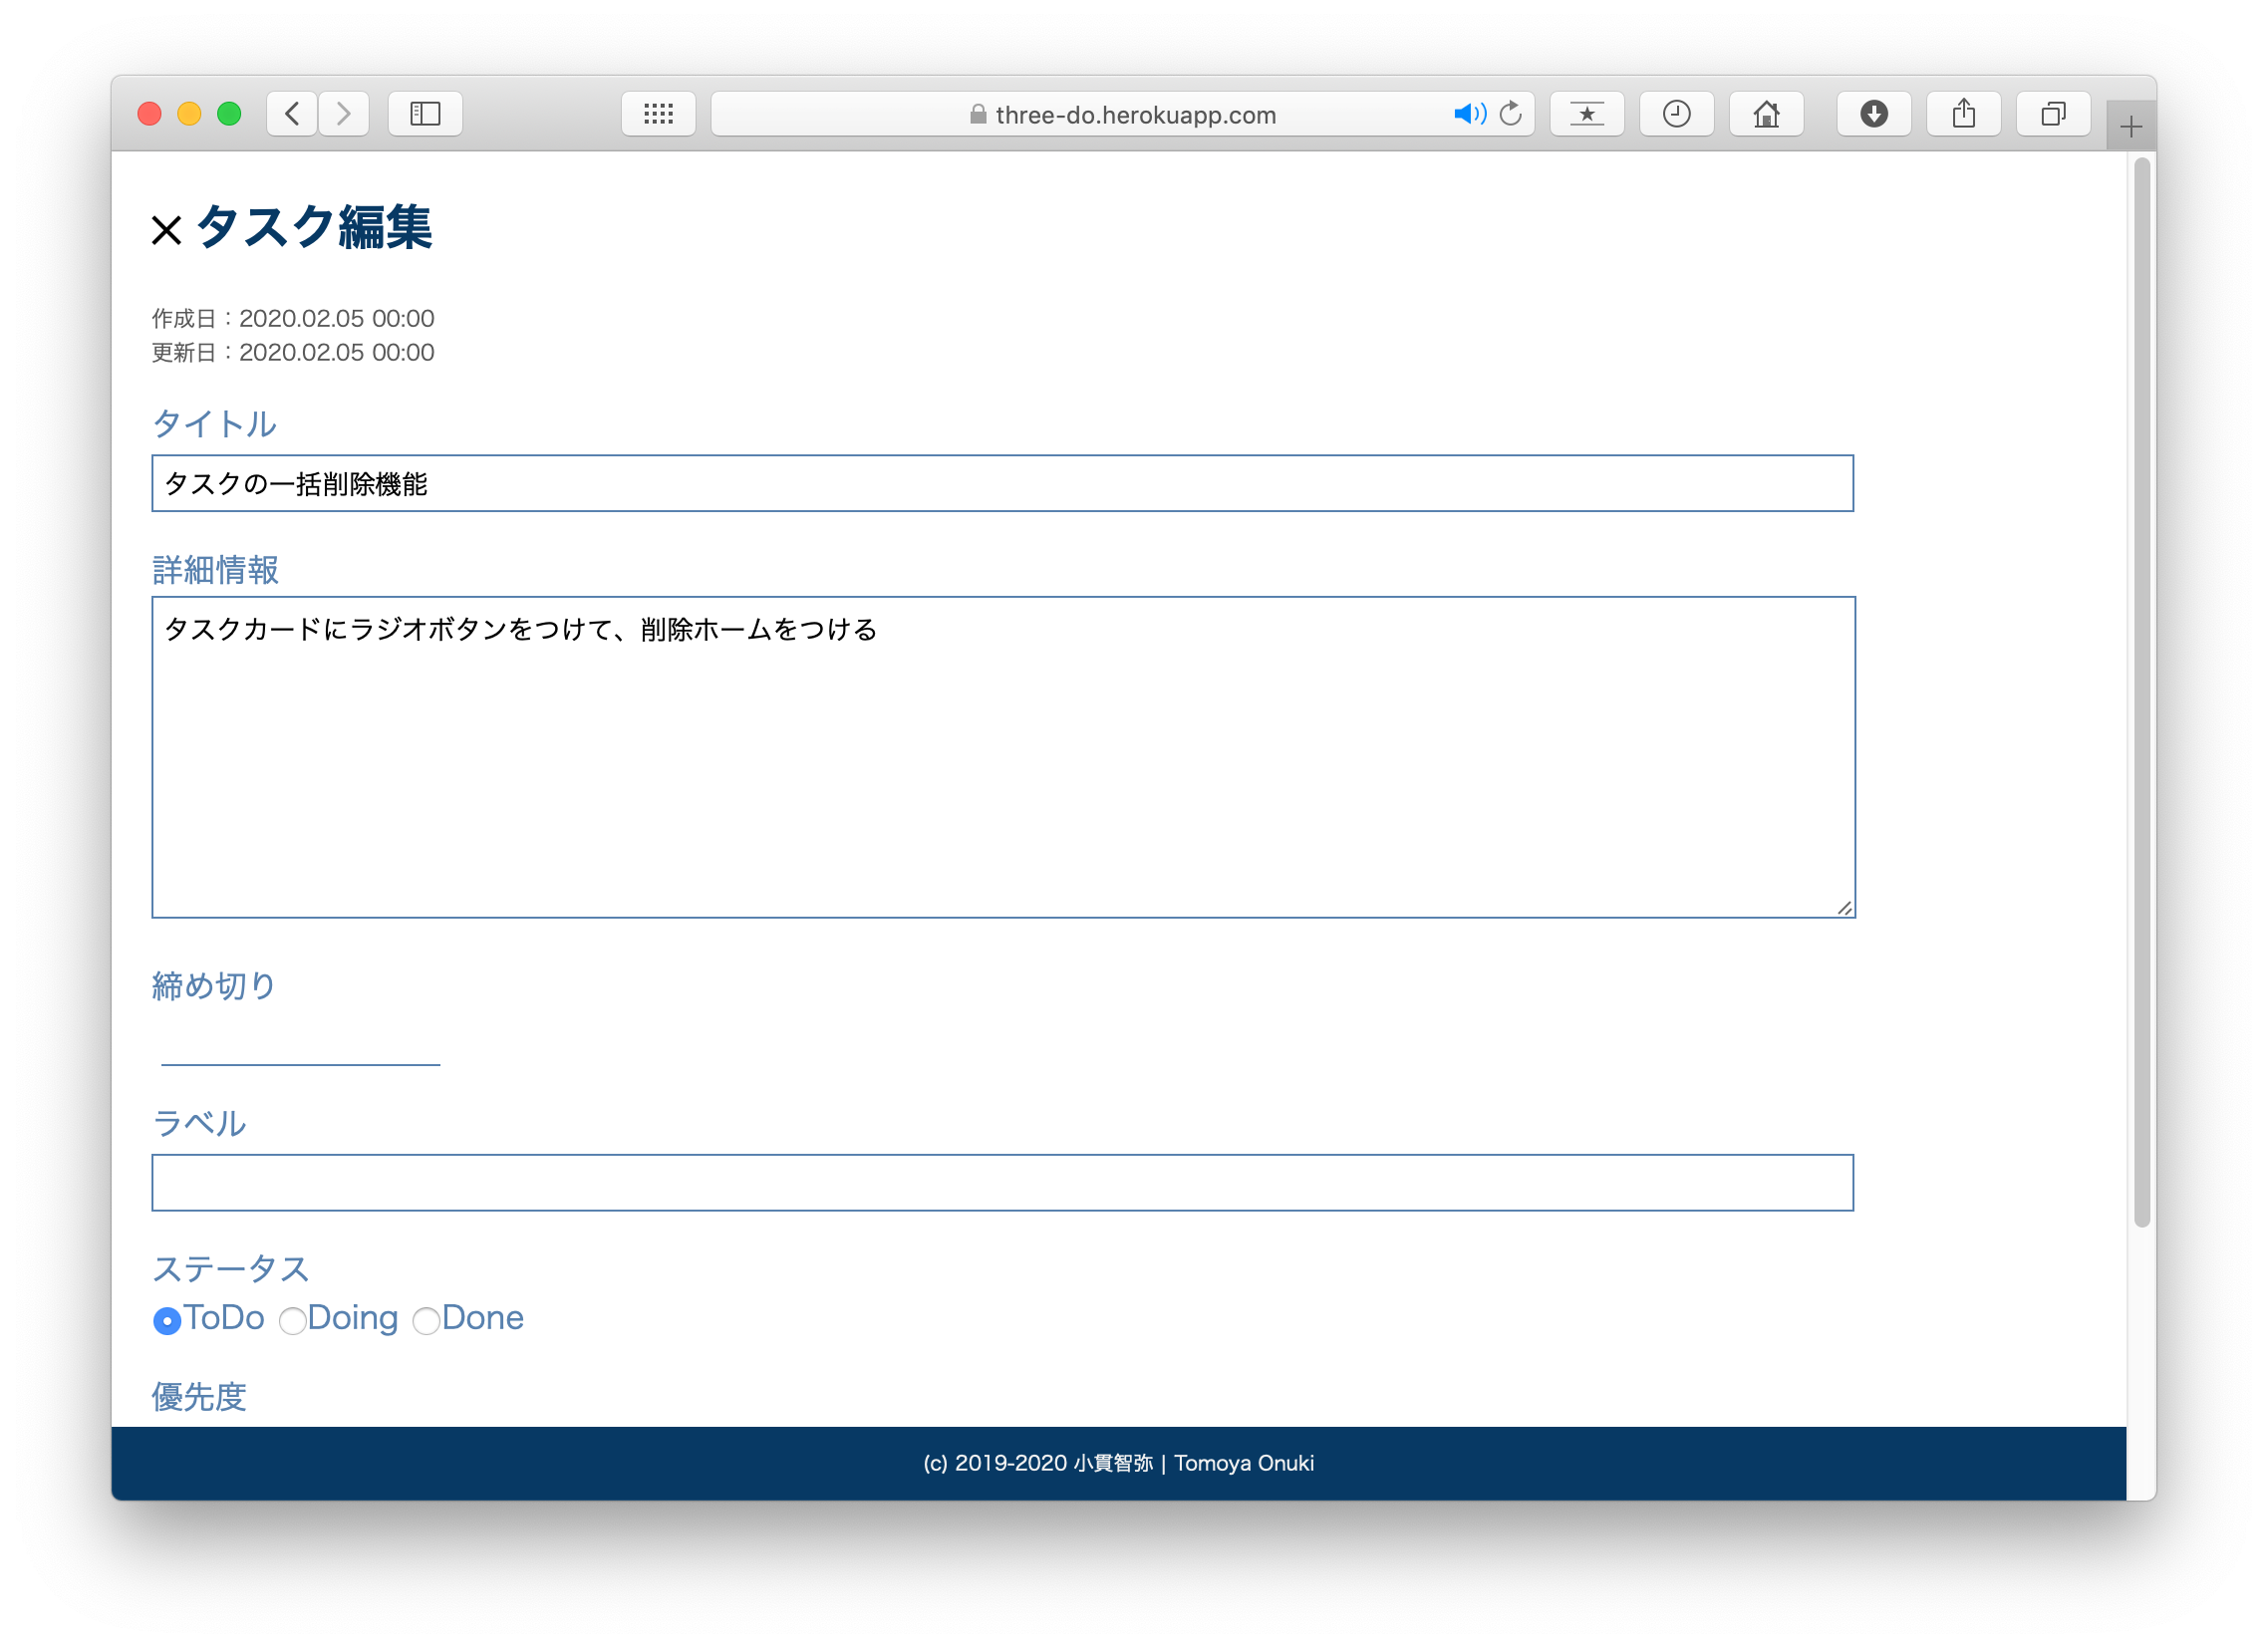 three-do.herokuapp.com
タスク編集
作成日：2020.02.05 00:00
更新日：2020.02.05 00:00
タイトル
タスクの一括削除機能
詳細情報
タスクカードにラジオボタンをつけて、削除ホームをつける
締め切り
ラベル
ステータス
ToDo Doing Done
優先度
(c) 2019-2020 小貫智弥 | Tomoya Onuki